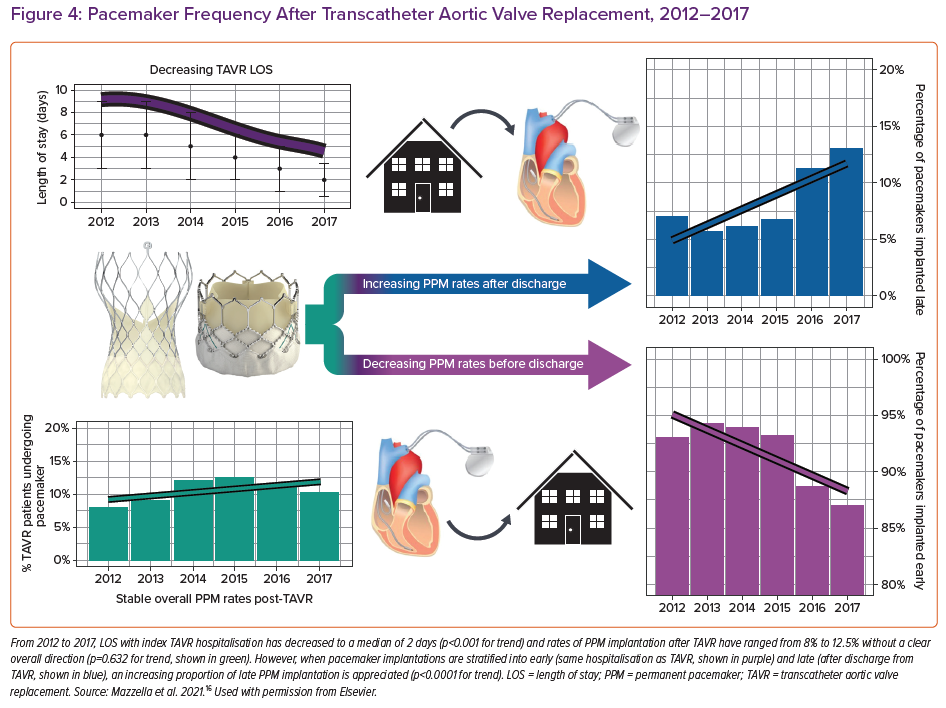 Figure 4: Pacemaker Frequency After Transcatheter Aortic Valve Replacement, 2012–2017
Decreasing TAVR LOS
Length of stay (days)
10
8
6
4
2
0
2012 2013 2014 2015 2016 2017
20%
15%
10%
5%
0%
2012 2013 2014 2015 2016 2017
Percentage of pacemakers implanted late
Increasing PPM rates after discharge
Decreasing PPM rates before discharge
% TAVR patients undergoing
pacemaker
20%
15%
10%
5%
0%
2012 2013 2014 2015 2016 2017
Stable overall PPM rates post-TAVR
100%
95%
90%
85%
80%
2012 2013 2014 2015 2016 2017
Percentage of pacemakers implanted early
From 2012 to 2017, LOS with index TAVR hospitalisation has decreased to a median of 2 days (p<0.001 for trend) and rates of PPM implantation after TAVR have ranged from 8% to 12.5% without a clear
overall direction (p=0.632 for trend, shown in green). However, when pacemaker implantations are stratified into early (same hospitalisation as TAVR, shown in purple) and late (after discharge from
TAVR, shown in blue), an increasing proportion of late PPM implantation is appreciated (p<0.0001 for trend). LOS = length of stay; PPM = permanent pacemaker; TAVR = transcatheter aortic valve
replacement. Source: Mazzella et al. 2021.16 Used with permission from Elsevier.